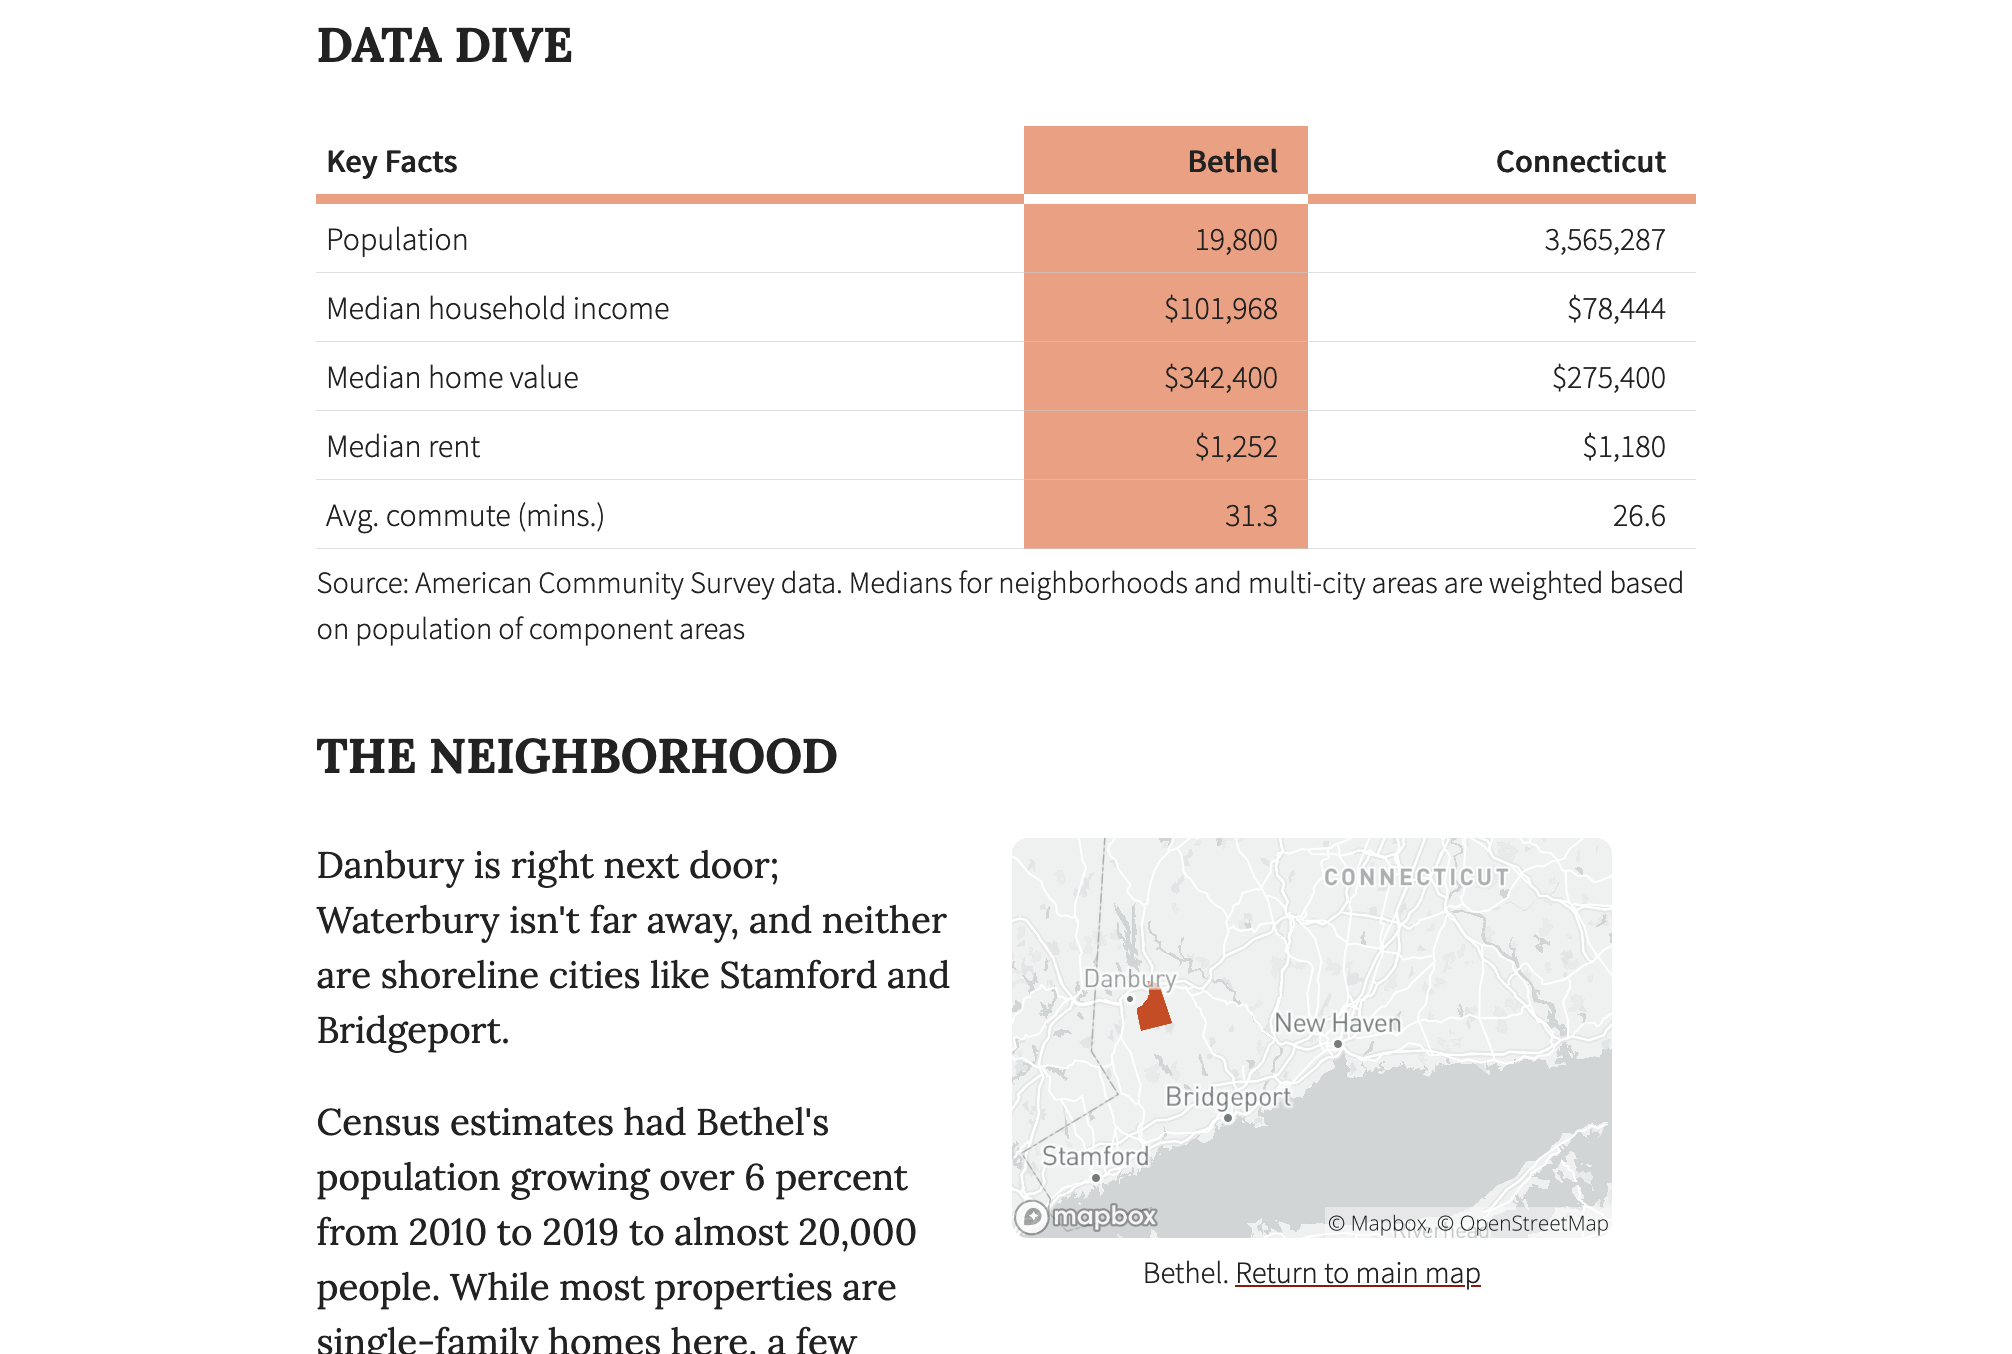 DATA DIVE
Key Facts Bethel Connecticut
Population 19,800 3,565,287
Median household income $101,968 $78,444
Median home value $342,400 $275,400
Median rent $1,252 $1,180
Avg. commute (mins.) 31.3 26.6
Source: American Community Survey data. Medians for neighborhoods and multi-city areas are weighted based
on population of component areas
THE NEIGHBORHOOD
Danbury is right next door;
Waterbury isn't far away, and neither
are shoreline cities like Stamford and
Bridgeport.
Census estimates had Bethel's
population growing over 6 percent
from 2010 to 2019 to almost 20,000
people. While most properties are
single-family homes here, a few
CONNECTICUT
Danbury
New Haven
Bridgeport
Stamford
mapbox
© Mapbox, © OpenStreetMap
Riverhead
Bethel. Return to main map